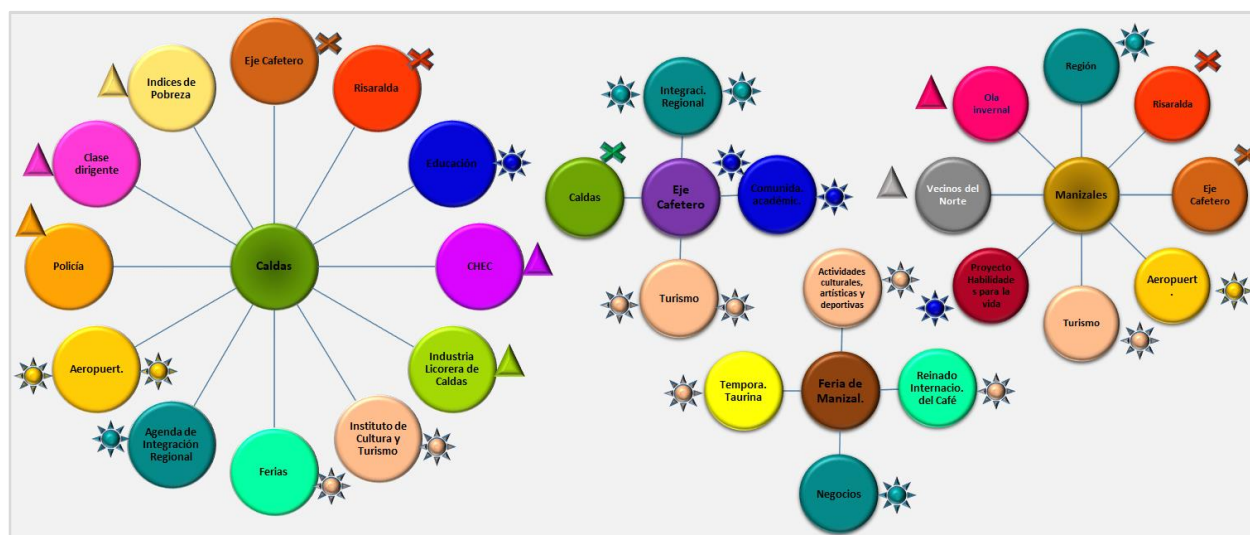 Eje Cafetero
Risaralda
Educación
CHEC
Industria
Licorera de
Caldas
Instituto de
Cultura y
Turismo
Ferias
Agenda de
Integración
Regional
Aeropuert.
Policía
Clase
dirigente
Indices de
Pobreza
Caldas
Integraci.
Regional
Caldas
Eje
Cafetero
Comunida.
académic.
Turismo
Actividades
culturales,
artísticas y
deportivas
Tempora.
Taurina
Feria de
Manizal.
Reinado
Internacio.
del Café
Negocios
Región
Risaralda
Eje
Cafetero
Aeropuert
.
Turismo
Proyecto
Habilidade
s para la
vida
Vecinos del
Norte
Ola
invernal
Manizales